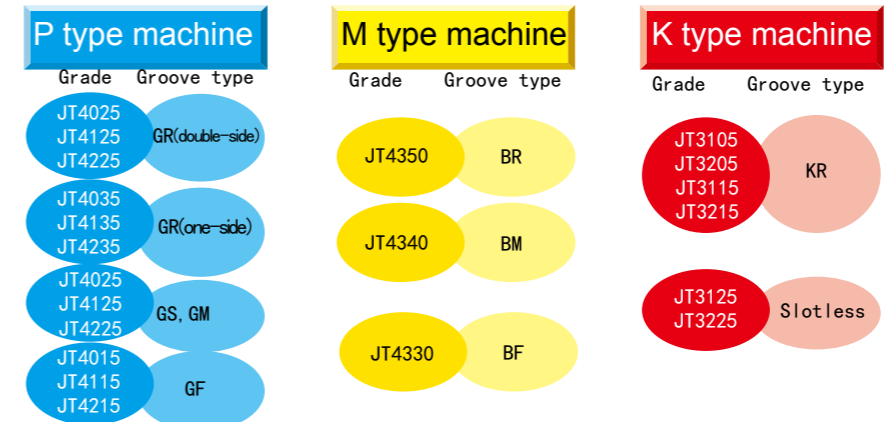 P type machine
Grade Groove type
JT4025
JT4125
JT4225
GR(double-side)
JT4035
JT4135
JT4235
GR(one-side)
JT4025
JT4125
JT4225
GS, GM
JT4015
JT4115
JT4215
GF
M type machine
Grade Groove type
JT4350 BR
JT4340 BM
JT4330 BF
K type machine
Grade Groove type
JT3105
JT3205
JT3115
JT3215
KR
JT3125
JT3225
Slotless